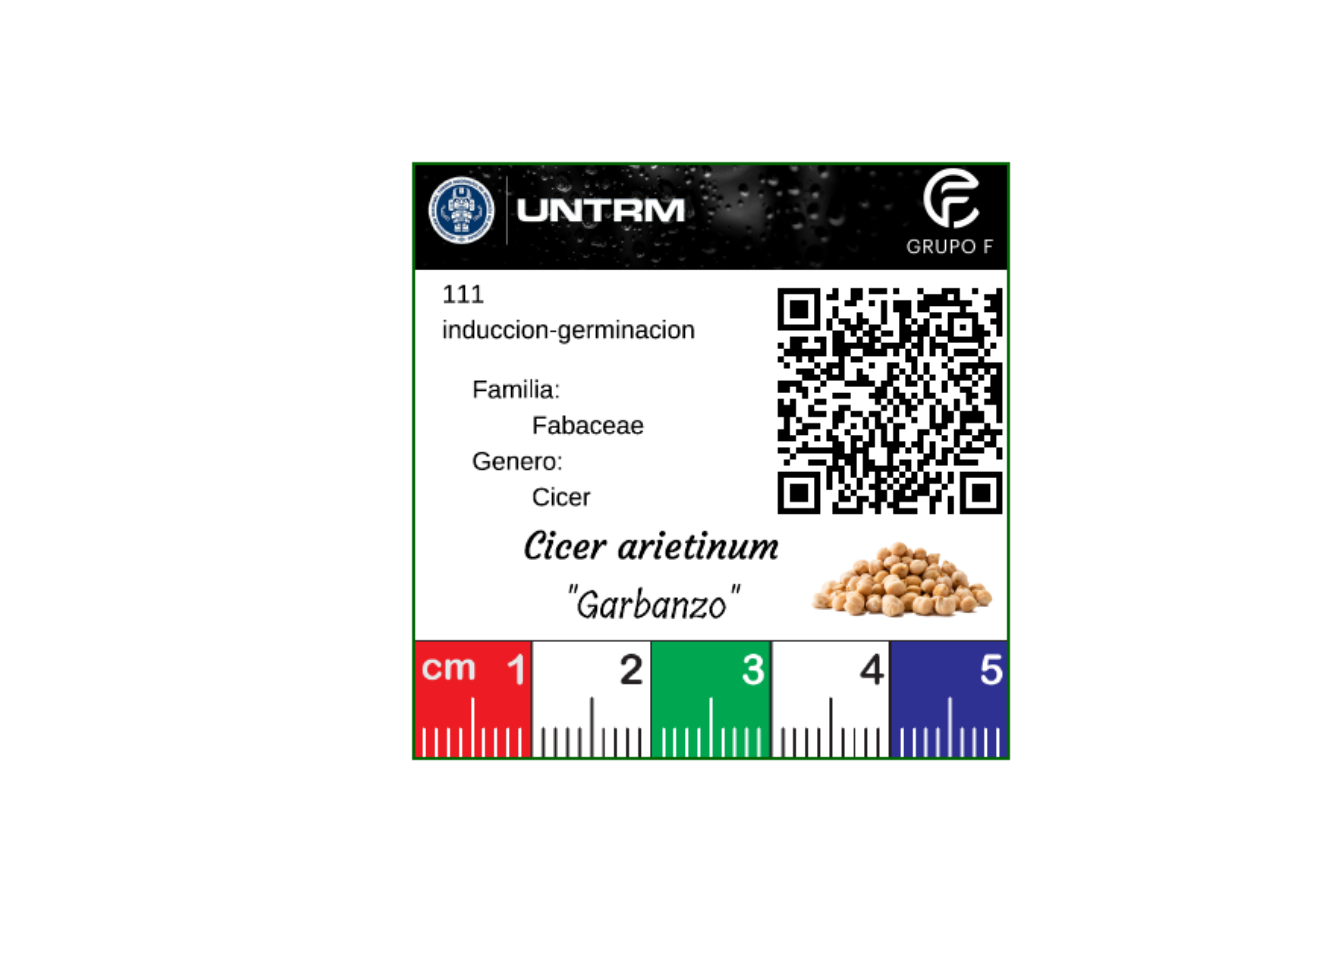 UNTRM
GRUPO F
111
induccion-germinacion
Familia:
Fabaceae
Genero:
Cicer
Cicer arietinum
"Garbanzo"
cm 1 2 3 4 5